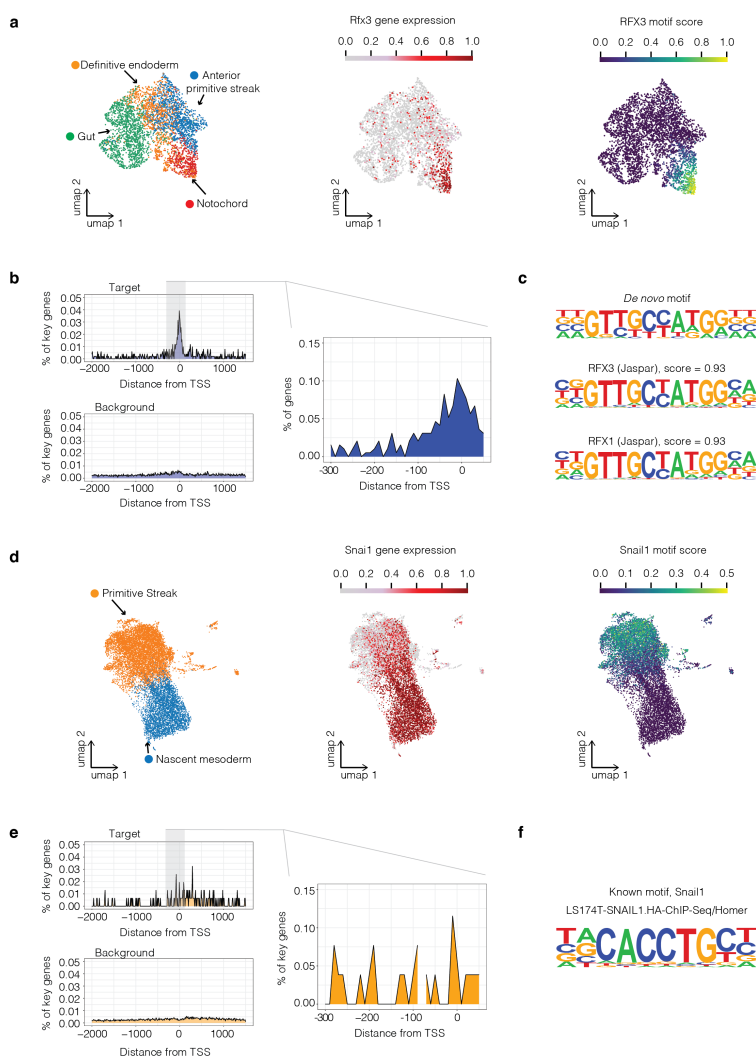 a
Rfx3 gene expression
RFX3 motif score
0.0 0.2 0.4 0.6 0.8 1.0
0.0 0.2 0.4 0.6 0.8 1.0
Definitive endoderm
Anterior
primitive streak
Gut
Notochord
umap 2
umap 1
umap 2
umap 1
umap 2
umap 1
b
Target
% of key genes
0.05
0.04
0.03
0.02
0.01
0.00
−2000 −1000 0 1000
Distance from TSS
Background
% of key genes
0.05
0.04
0.03
0.02
0.01
0.00
−2000 −1000 0 1000
Distance from TSS
% of genes
0.15
0.10
0.05
0.00
−300 −200 −100 0
Distance from TSS
c
De novo motif
RFX3 (Jaspar), score = 0.93
RFX1 (Jaspar), score = 0.93
d
Snai1 gene expression
Snail1 motif score
0.0 0.2 0.4 0.6 0.8 1.0
0.0 0.1 0.2 0.3 0.4 0.5
Primitive Streak
Nascent mesoderm
umap 2
umap 1
umap 2
umap 1
umap 2
umap 1
e
Target
% of key genes
0.05
0.04
0.03
0.02
0.01
0.00
−2000 −1000 0 1000
Distance from TSS
Background
% of key genes
0.05
0.04
0.03
0.02
0.01
0.00
−2000 −1000 0 1000
Distance from TSS
% of key genes
0.15
0.10
0.05
0.00
-300 -200 -100 0
Distance from TSS
f
Known motif, Snail1
LS174T-SNAIL1.HA-ChIP-Seq/Homer
CACCTG